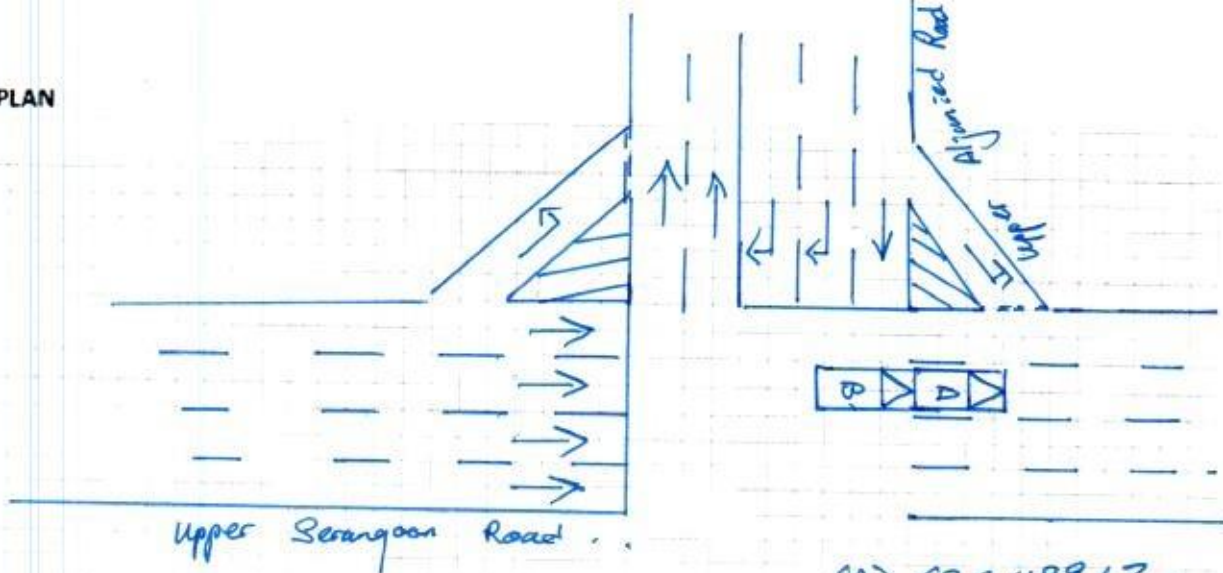 PLAN
Upper Aljunied Road
B
A
Upper Serangoon Road . .